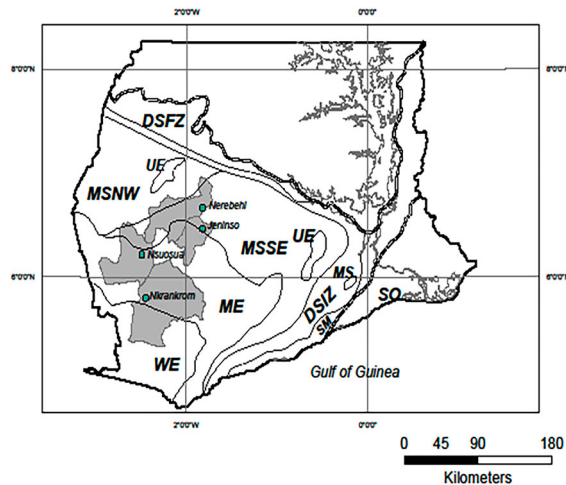 2°0'0"W 0°0'0"
8°0'0"N 8°0'0"N
DSFZ
UE
MSNW
Nerebehi
Jeninso
MSSE
UE
Nsuosua
6°0'0"N 6°0'0"N
MS
SO
DSIZ
Nkrankrom
ME
SM
WE
Gulf of Guinea
2°0'0"W 0°0'0"
0 45 90 180
Kilometers